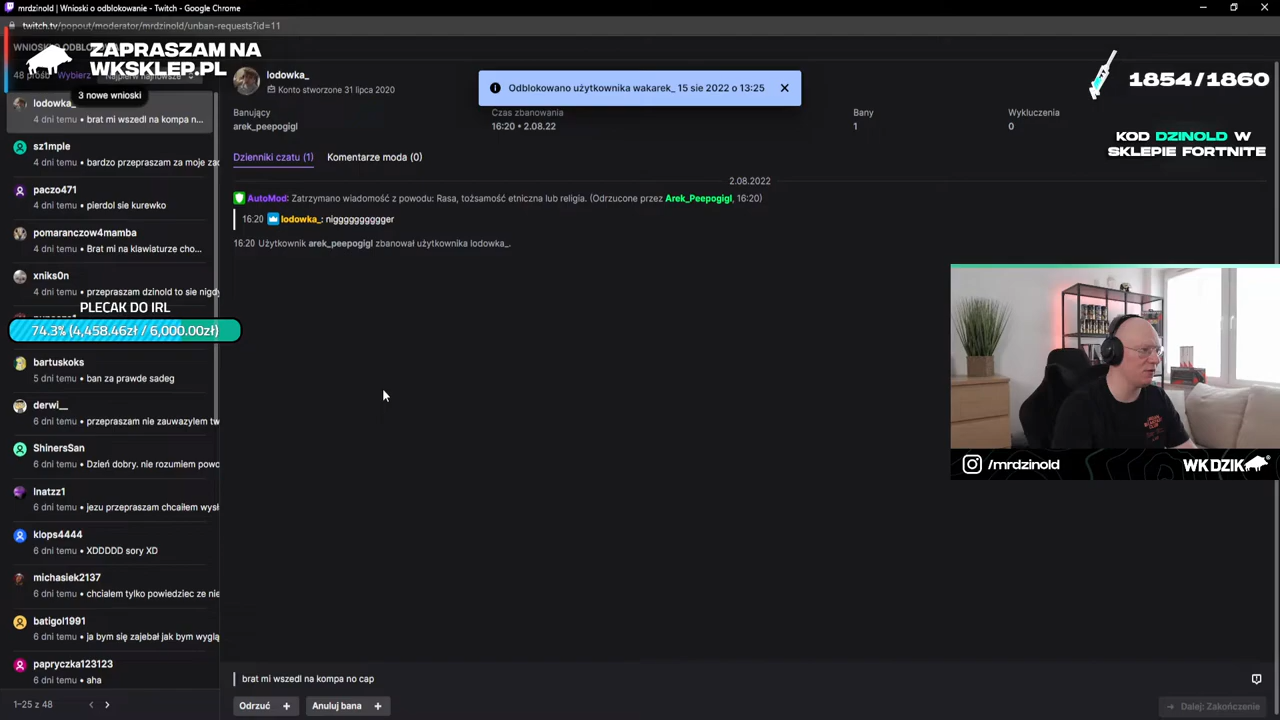 mrdzinold | Wnioski o odblokowanie - Twitch - Google Chrome
twitch.tv/popout/moderator/mrdzinold/unban-requests?id=11
ZAPRASZAM NA
WKSKLEP.PL
48 próśb Wybierz Najpierw najnowsze
3 nowe wnioski
lodowka_
4 dni temu • brat mi wszedl na kompa n...
sz1mple
4 dni temu • bardzo przepraszam za moje za
paczo471
4 dni temu • pierdol sie kurewko
pomaranczow4mamba
4 dni temu • Brat mi na klawiaturze cho...
xniks0n
4 dni temu • przepraszam dzinold to sie nigdy
PLECAK DO IRL
74.3% (4,458.46zł / 6,000.00zł)
bartuskoks
5 dni temu • ban za prawde sadeg
derwi__
6 dni temu • przepraszam nie zauwazylem tw
ShinersSan
6 dni temu • Dzień dobry. nie rozumiem powo
lnatzz1
6 dni temu • jezu przepraszam chcaiłem wysł
klops4444
6 dni temu • XDDDDD sory XD
michasiek2137
6 dni temu • chcialem tylko powiedziec ze nie
batigol1991
6 dni temu • ja bym się zajebał jak bym wyglą
papryczka123123
6 dni temu • aha
1–25 z 48
lodowka_
Konto stworzone 31 lipca 2020
Odblokowano użytkownika wakarek_ 15 sie 2022 o 13:25
Banujący
arek_peepogigl
Czas zbanowania
16:20 • 2.08.22
Bany
1
Wykluczenia
0
Dzienniki czatu (1) Komentarze moda (0)
2.08.2022
AutoMod: Zatrzymano wiadomość z powodu: Rasa, tożsamość etniczna lub religia. (Odrzucone przez Arek_Peepogigl, 16:20)
16:20 lodowka_: niggggggggggger
16:20 Użytkownik arek_peepogigl zbanował użytkownika lodowka_.
brat mi wszedl na kompa no cap
Odrzuć + Anuluj bana +
Dalej: Zakończenie
1854/1860
KOD DZINOLD W
SKLEPIE FORTNITE
/mrdzinold
WK DZIK